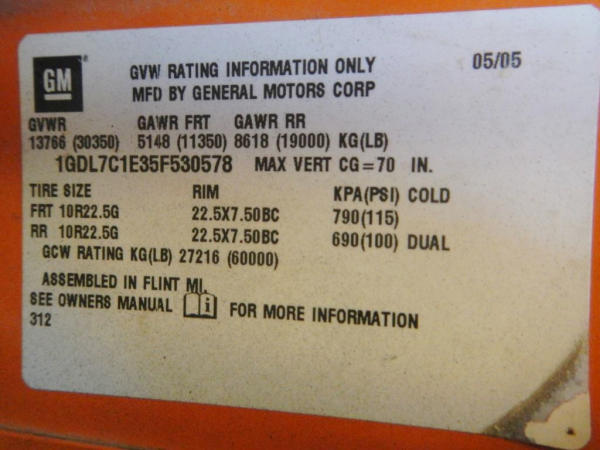 GM
GVW RATING INFORMATION ONLY 05/05
MFD BY GENERAL MOTORS CORP
GVWR GAWR FRT GAWR RR
13766 (30350) 5148 (11350) 8618 (19000) KG(LB)
1GDL7C1E35F530578 MAX VERT CG=70 IN.
TIRE SIZE RIM KPA(PSI) COLD
FRT 10R22.5G 22.5X7.50BC 790(115)
RR 10R22.5G 22.5X7.50BC 690(100) DUAL
GCW RATING KG(LB) 27216 (60000)
ASSEMBLED IN FLINT MI.
SEE OWNERS MANUAL i FOR MORE INFORMATION
312